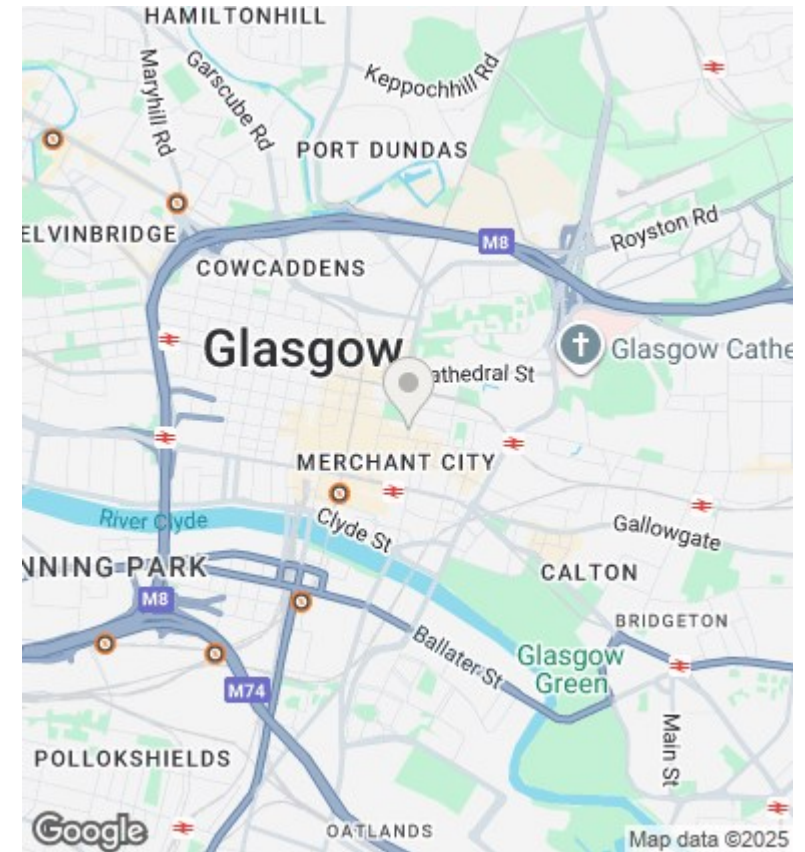 HAMILTONHILL
Maryhill Rd
Garscube Rd
Keppochhill Rd
PORT DUNDAS
ELVINBRIDGE
M8
Royston Rd
COWCADDENS
Glasgow
Glasgow Cathe
athedral St
MERCHANT CITY
River Clyde
Clyde St
Gallowgate
NNING PARK
CALTON
M8
BRIDGETON
Ballater St
Glasgow
Green
M74
Main St
POLLOKSHIELDS
OATLANDS
Google
Map data ©2025